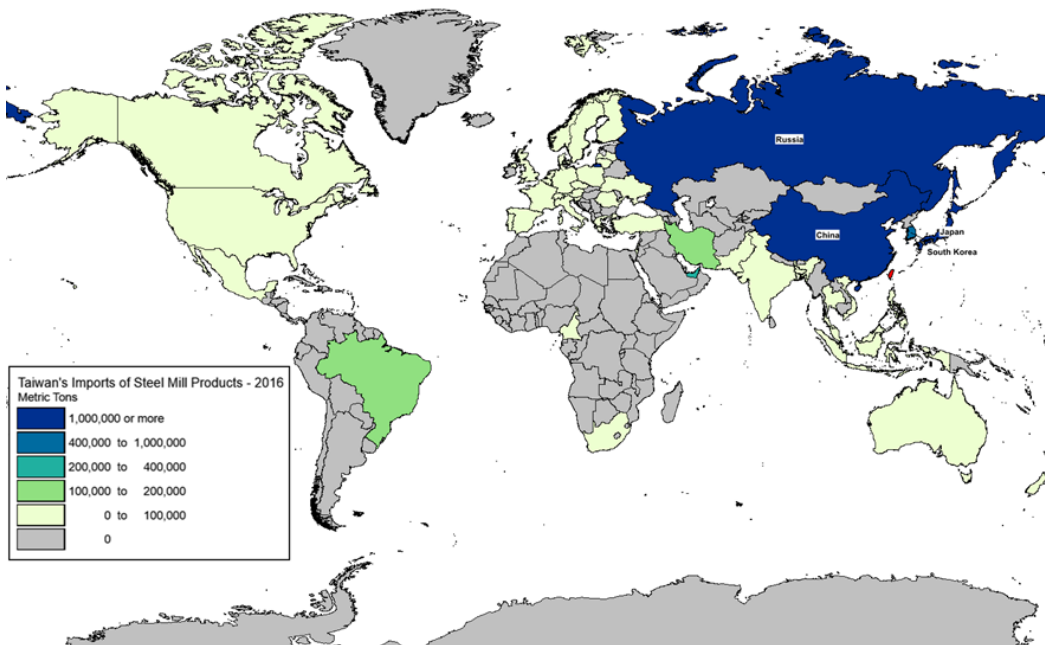 Russia
China
Japan
South Korea
Taiwan's Imports of Steel Mill Products - 2016
Metric Tons
1,000,000 or more
400,000 to 1,000,000
200,000 to 400,000
100,000 to 200,000
0 to 100,000
0